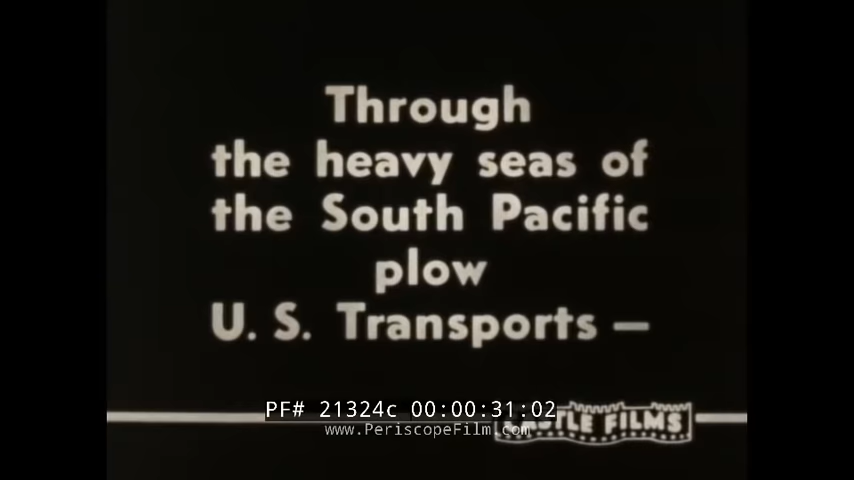 Through
the heavy seas of
the South Pacific
plow
U. S. Transports —
PF# 21324c 00:00:31:02
www.PeriscopeFilm.com
FILMS